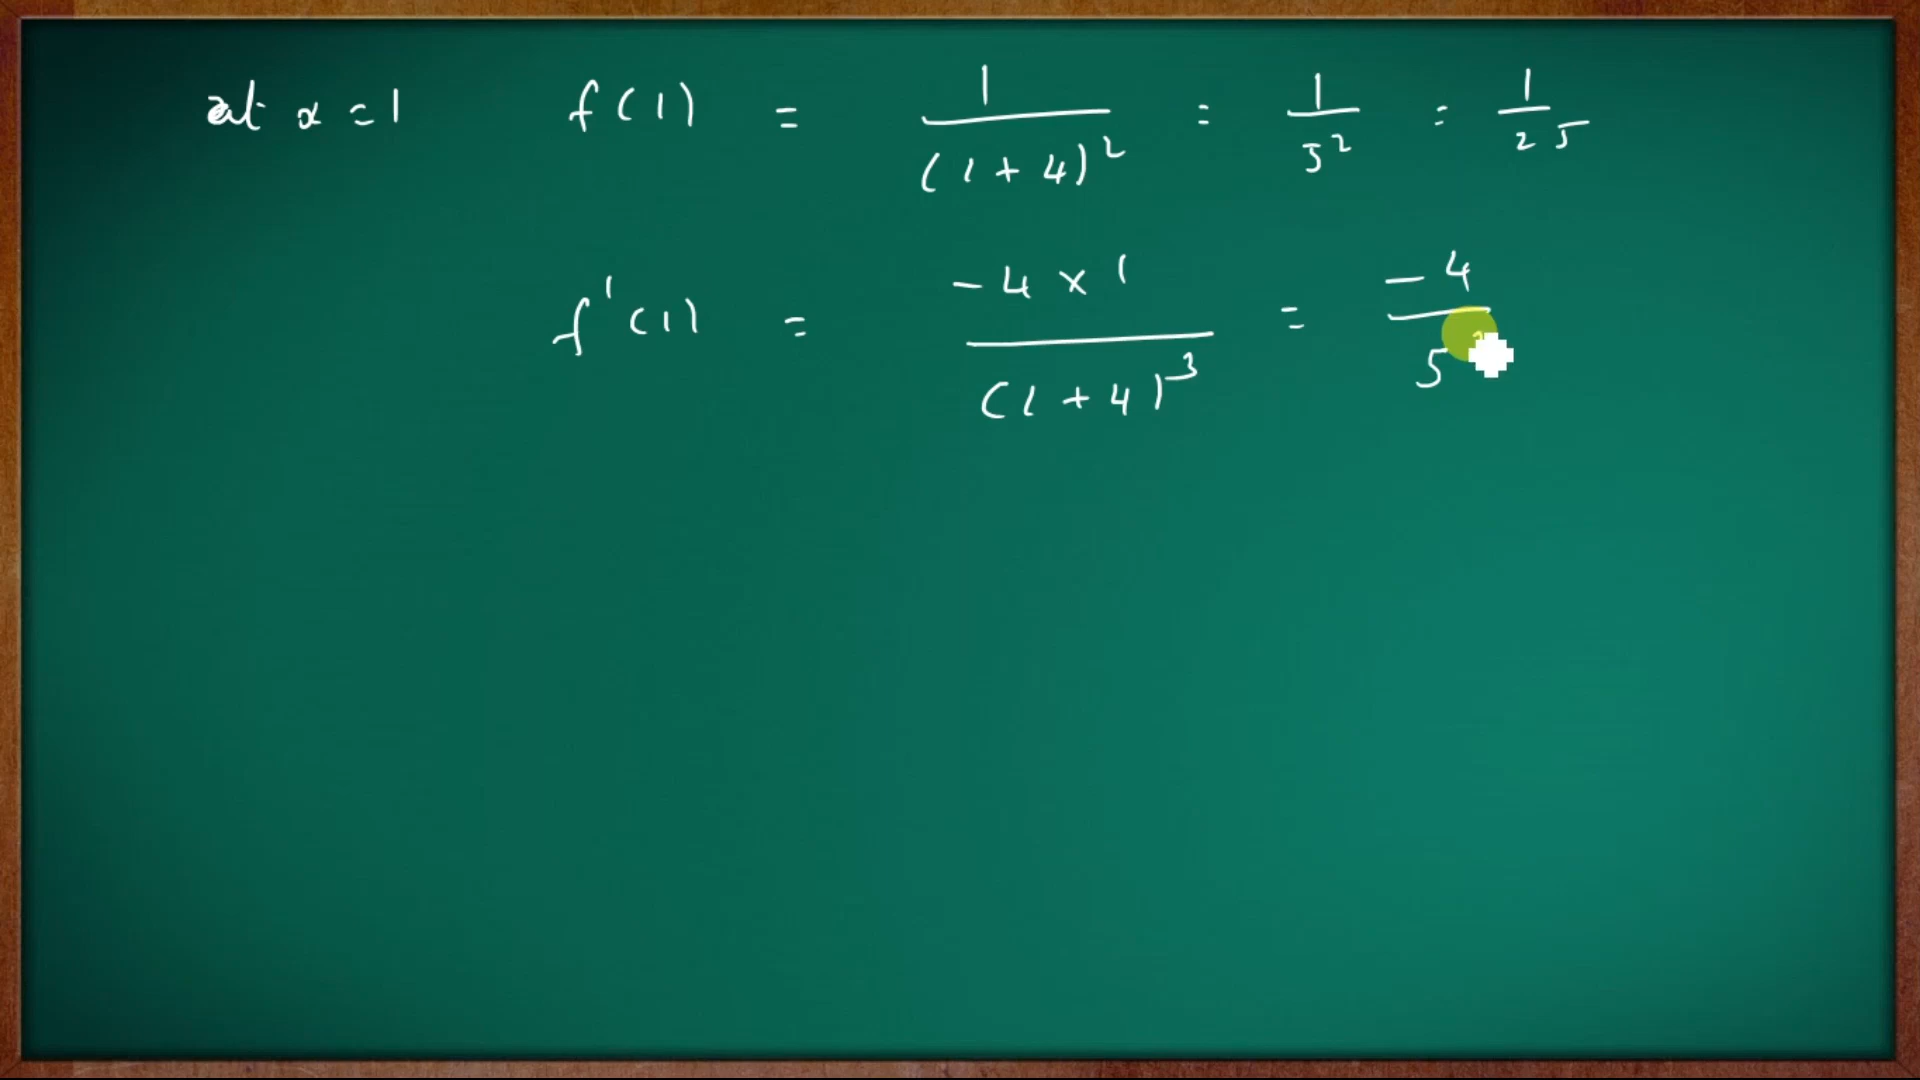 at x = 1 f(1) = 1/(1+4)² = 1/5² = 1/25
f'(1) = -4×1/(1+4)³ = -4/5